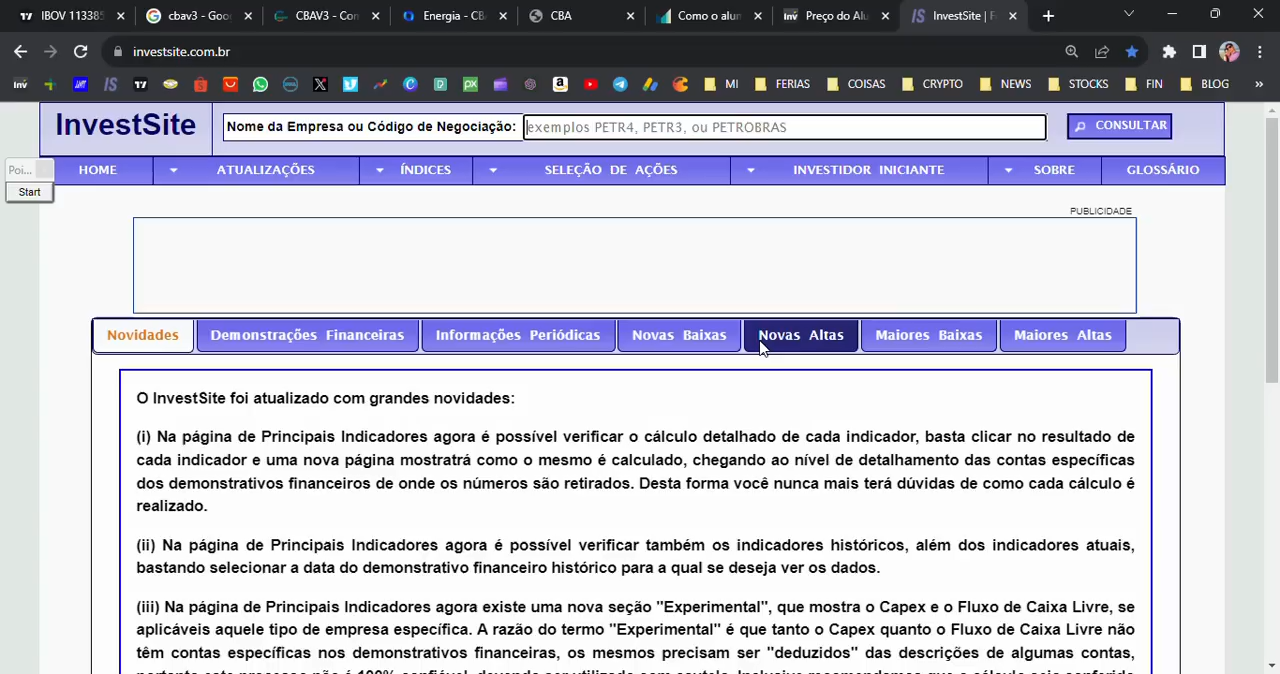 IBOV 11338
cbav3 - Goo
CBAV3 - Con
Energia - CB
CBA
Como o alun
Preço do Alu
InvestSite | F
investsite.com.br
MI
FERIAS
COISAS
CRYPTO
NEWS
STOCKS
FIN
BLOG
InvestSite
Nome da Empresa ou Código de Negociação:
exemplos PETR4, PETR3, ou PETROBRAS
CONSULTAR
Poi...
Start
HOME
ATUALIZAÇÕES
ÍNDICES
SELEÇÃO DE AÇÕES
INVESTIDOR INICIANTE
SOBRE
GLOSSÁRIO
PUBLICIDADE
Novidades
Demonstrações Financeiras
Informações Periódicas
Novas Baixas
Novas Altas
Maiores Baixas
Maiores Altas
O InvestSite foi atualizado com grandes novidades:
(i) Na página de Principais Indicadores agora é possível verificar o cálculo detalhado de cada indicador, basta clicar no resultado de
cada indicador e uma nova página mostratrá como o mesmo é calculado, chegando ao nível de detalhamento das contas específicas
dos demonstrativos financeiros de onde os números são retirados. Desta forma você nunca mais terá dúvidas de como cada cálculo é
realizado.
(ii) Na página de Principais Indicadores agora é possível verificar também os indicadores históricos, além dos indicadores atuais,
bastando selecionar a data do demonstrativo financeiro histórico para a qual se deseja ver os dados.
(iii) Na página de Principais Indicadores agora existe uma nova seção "Experimental", que mostra o Capex e o Fluxo de Caixa Livre, se
aplicáveis aquele tipo de empresa específica. A razão do termo "Experimental" é que tanto o Capex quanto o Fluxo de Caixa Livre não
têm contas específicas nos demonstrativos financeiros, os mesmos precisam ser "deduzidos" das descrições de algumas contas,